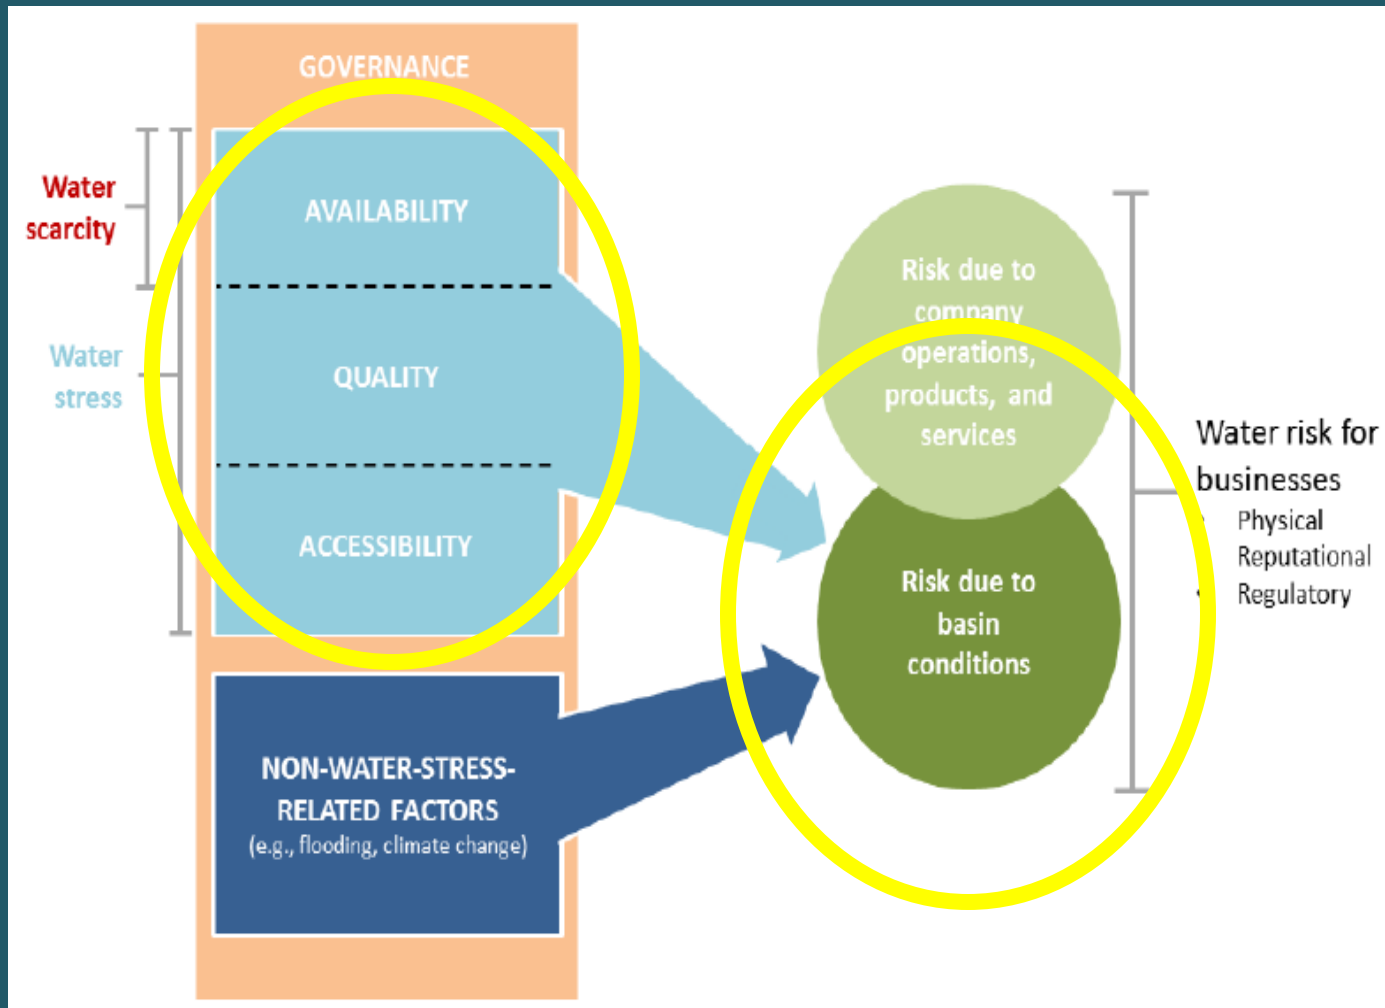 GOVERNANCE
Water
scarcity
AVAILABILITY
Water
stress
QUALITY
ACCESSIBILITY
NON-WATER-STRESS-
RELATED FACTORS
(e.g., flooding, climate change)
Risk due to
company
operations,
products, and
services
Risk due to
basin
conditions
Water risk for
businesses
Physical
Reputational
Regulatory